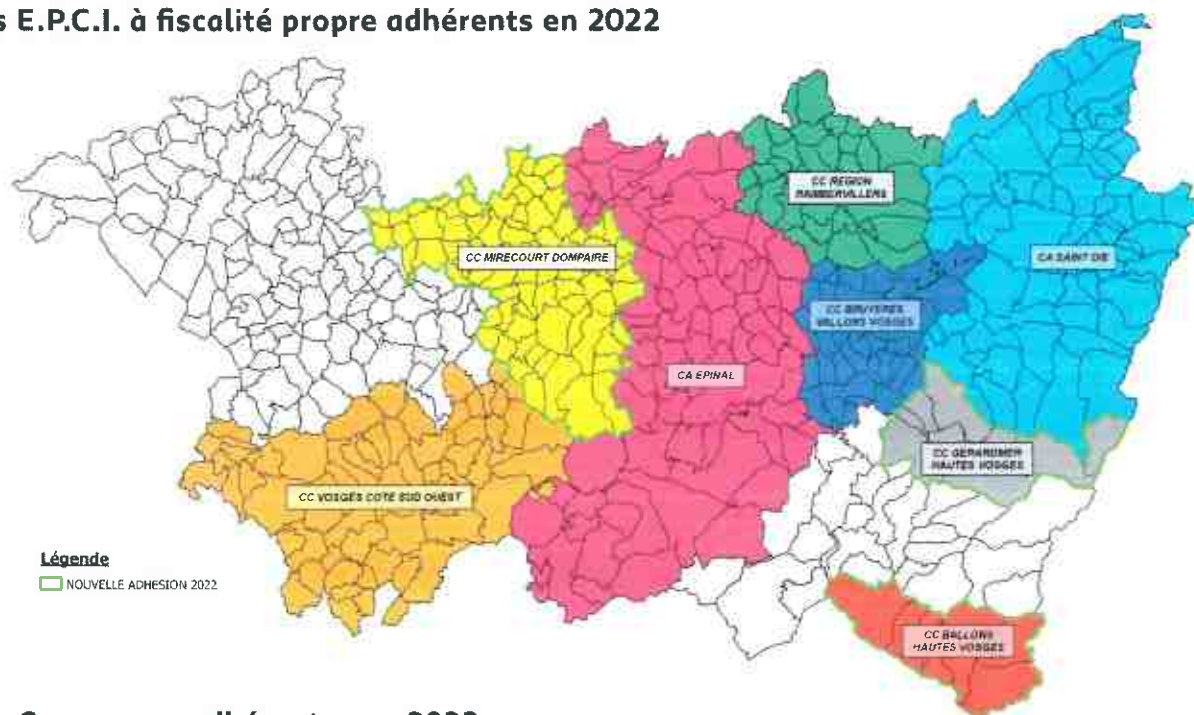 s E.P.C.I. à fiscalité propre adhérents en 2022
CC REGION
RAMBERVILLERS
CC MIRECOURT DOMPAIRE
CA SAINT DIE
CC BRUYERES
VALLONS VOSGES
CA EPINAL
CC GERARDMER
HAUTES VOSGES
CC VOSGES COTE SUD OUEST
Légende
NOUVELLE ADHESION 2022
CC BALLONS
HAUTES VOSGES